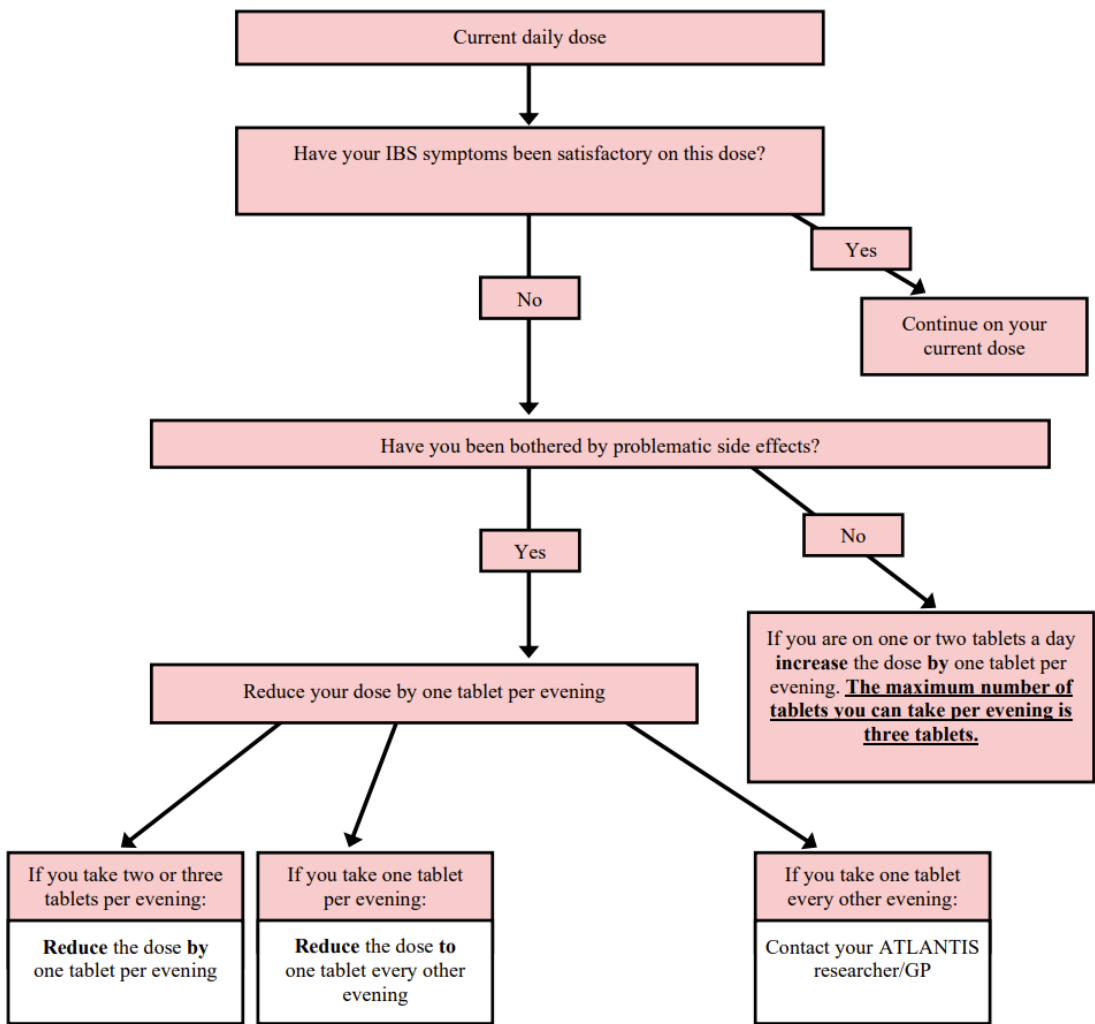 Current daily dose
Have your IBS symptoms been satisfactory on this dose?
Yes
No
Continue on your
current dose
Have you been bothered by problematic side effects?
Yes
No
If you are on one or two tablets a day
increase the dose by one tablet per
evening. The maximum number of
tablets you can take per evening is
three tablets.
Reduce your dose by one tablet per evening
If you take two or three
tablets per evening:
Reduce the dose by
one tablet per evening
If you take one tablet
per evening:
Reduce the dose to
one tablet every other
evening
If you take one tablet
every other evening:
Contact your ATLANTIS
researcher/GP